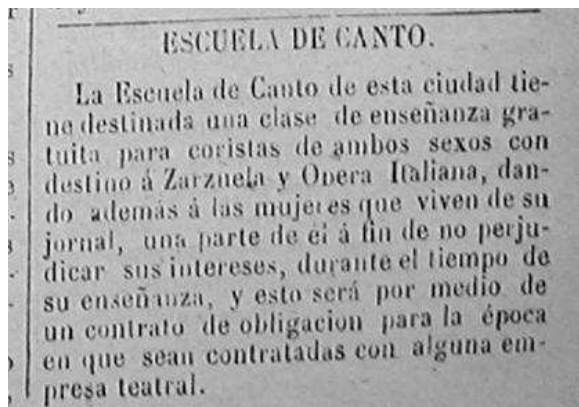 ESCUELA DE CANTO.
La Escuela de Canto de esta ciudad tie-
ne destinada una clase de enseñanza gra-
tuita para coristas de ambos sexos con
destino á Zarzuela y Opera Italiana, dan-
do además á las mujeres que viven de su
jornal, una parte de él á fin de no perju-
dicar sus intereses, durante el tiempo de
su enseñanza, y esto será por medio de
un contrato de obligacion para la época
en que sean contratadas con alguna em-
presa teatral.